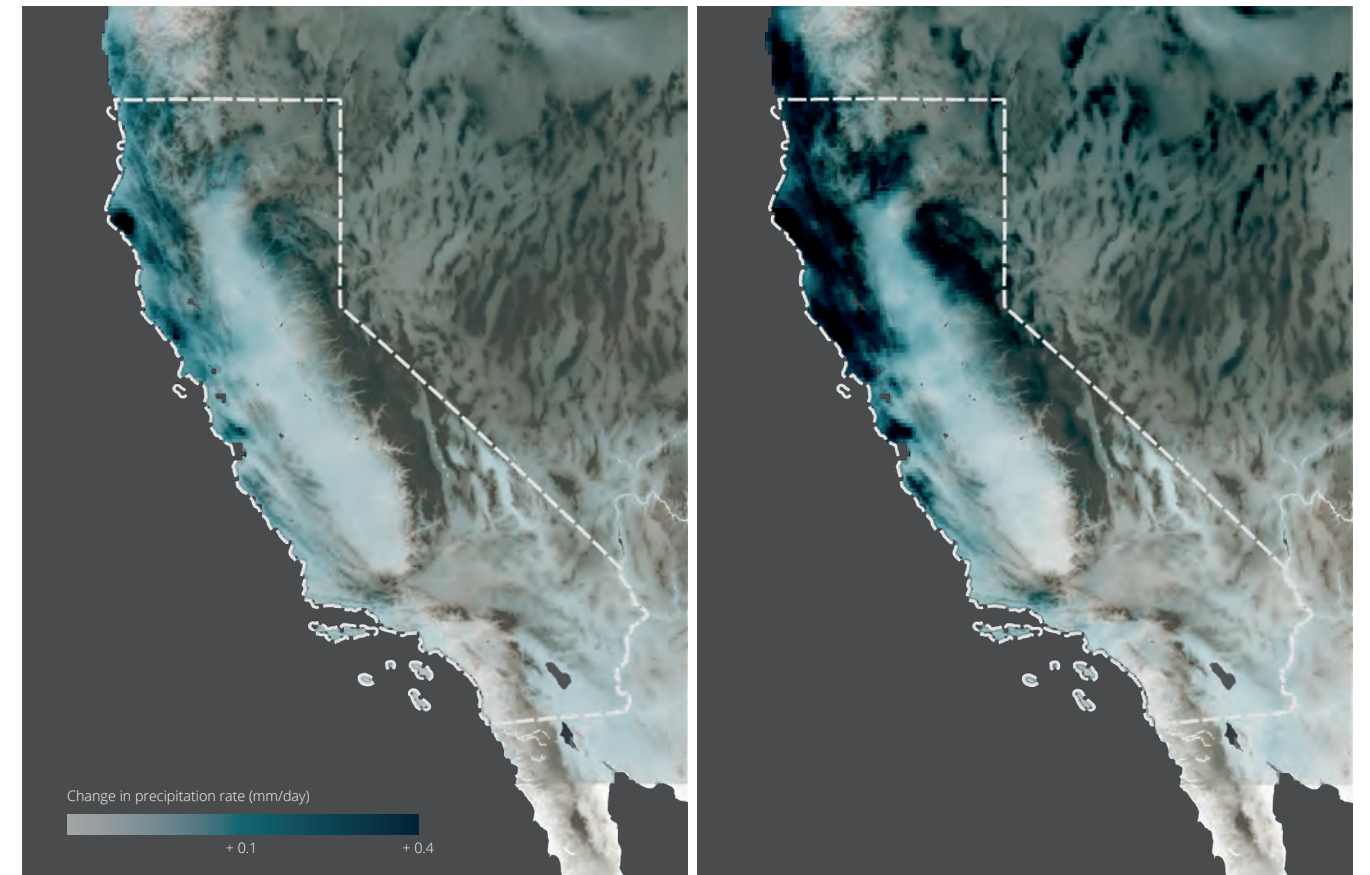 Change in precipitation rate (mm/day)
+ 0.1
+ 0.4